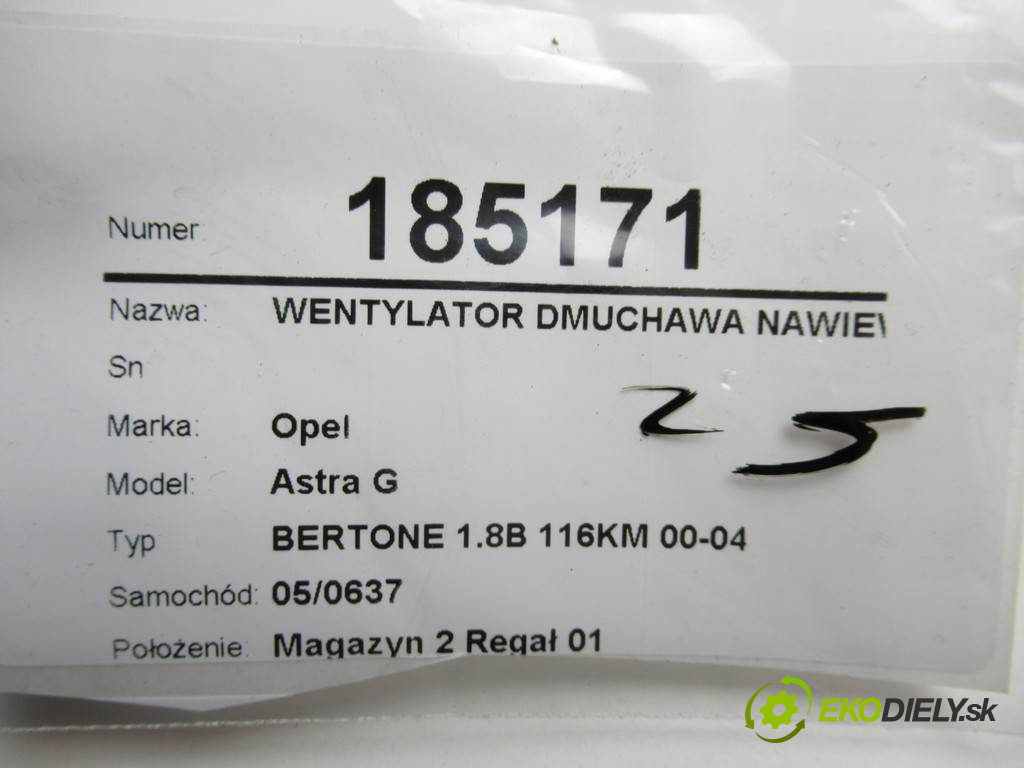 Numer 185171
Nazwa: WENTYLATOR DMUCHAWA NAWIE
Sn
Marka: Opel
Model: Astra G
Typ BERTONE 1.8B 116KM 00-04
Samochód: 05/0637
Położenie: Magazyn 2 Regał 01
25
EKODIELY.sk